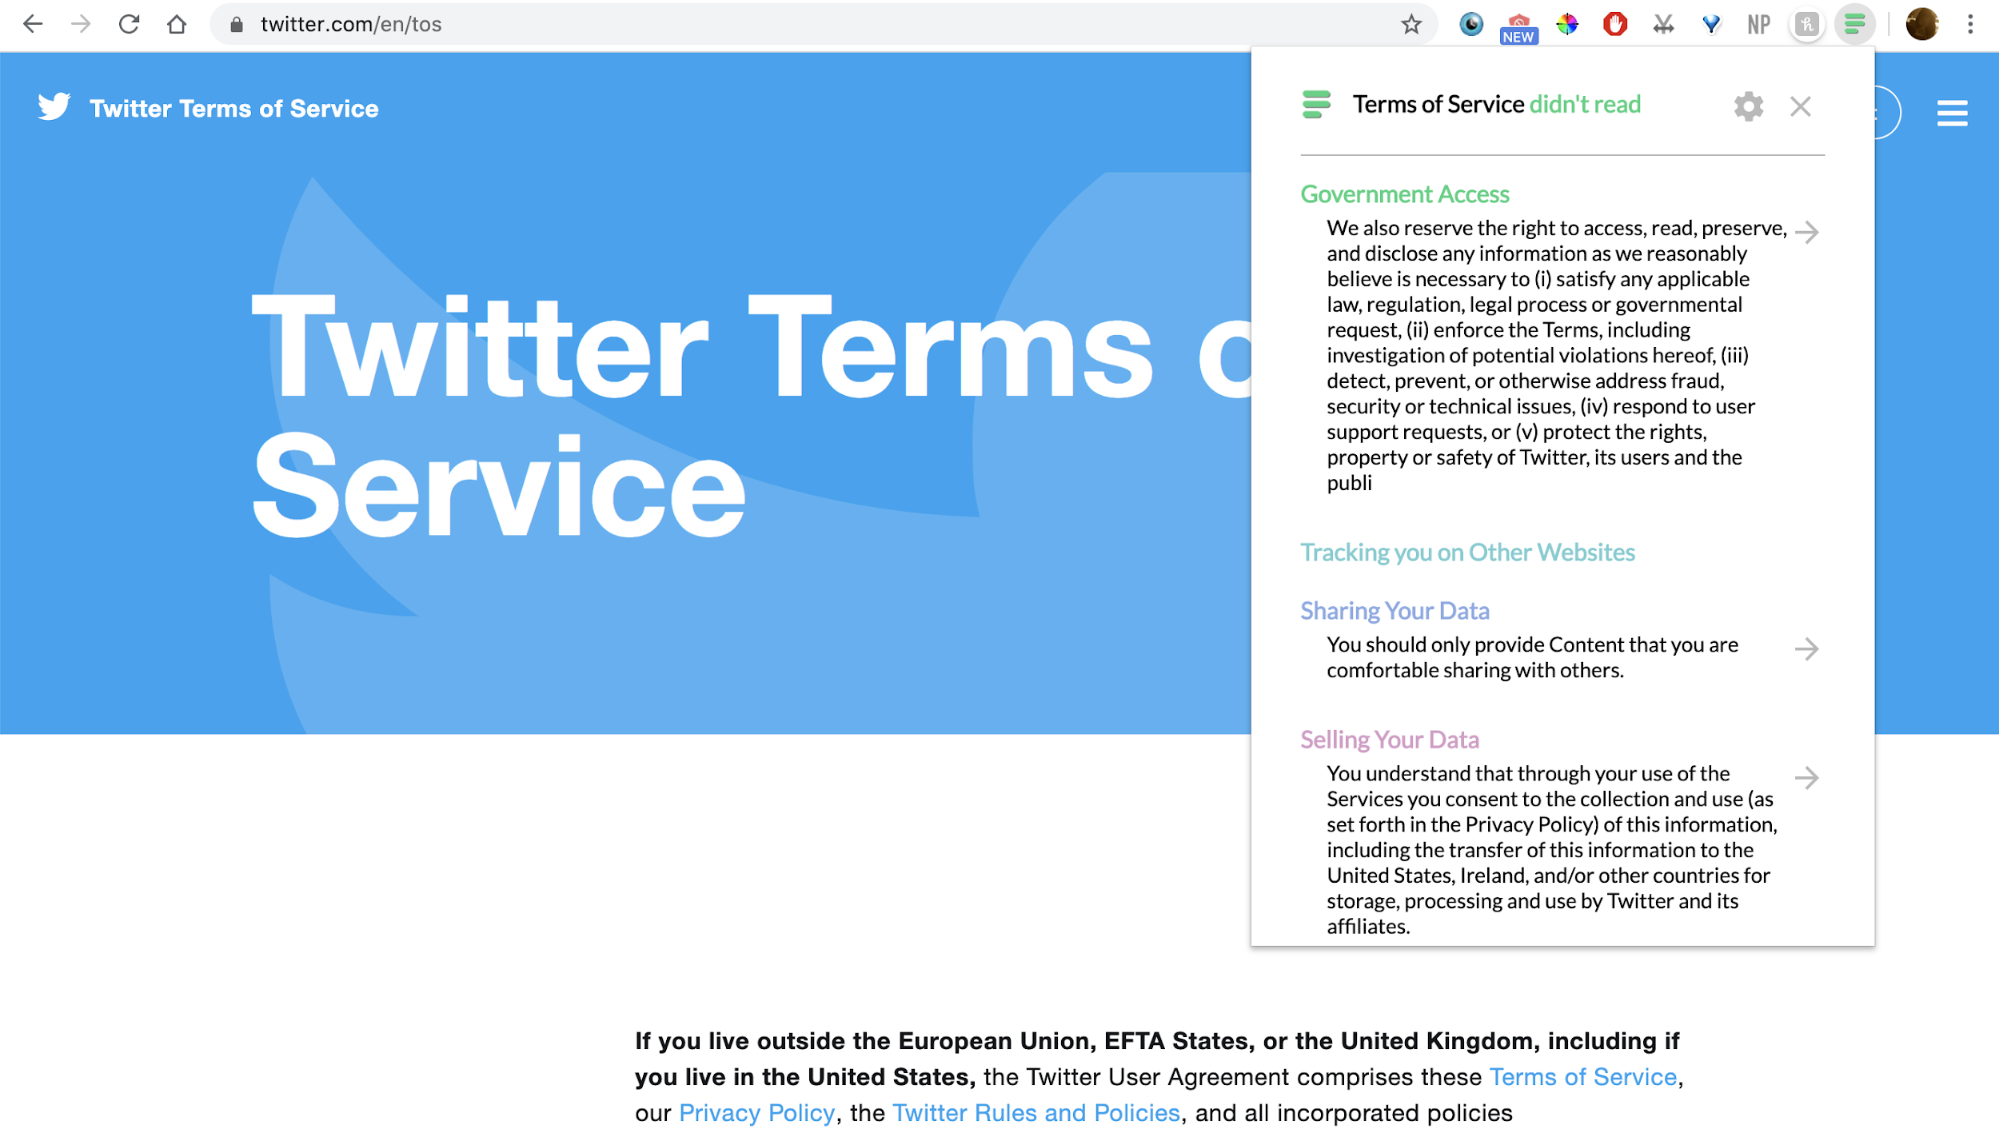 twitter.com/en/tos
NEW
NP
Twitter Terms of Service
Twitter Terms o
Service
Terms of Service didn't read
Government Access
We also reserve the right to access, read, preserve,
and disclose any information as we reasonably
believe is necessary to (i) satisfy any applicable
law, regulation, legal process or governmental
request, (ii) enforce the Terms, including
investigation of potential violations hereof, (iii)
detect, prevent, or otherwise address fraud,
security or technical issues, (iv) respond to user
support requests, or (v) protect the rights,
property or safety of Twitter, its users and the
publi
Tracking you on Other Websites
Sharing Your Data
You should only provide Content that you are
comfortable sharing with others.
Selling Your Data
You understand that through your use of the
Services you consent to the collection and use (as
set forth in the Privacy Policy) of this information,
including the transfer of this information to the
United States, Ireland, and/or other countries for
storage, processing and use by Twitter and its
affiliates.
If you live outside the European Union, EFTA States, or the United Kingdom, including if
you live in the United States, the Twitter User Agreement comprises these Terms of Service,
our Privacy Policy, the Twitter Rules and Policies, and all incorporated policies